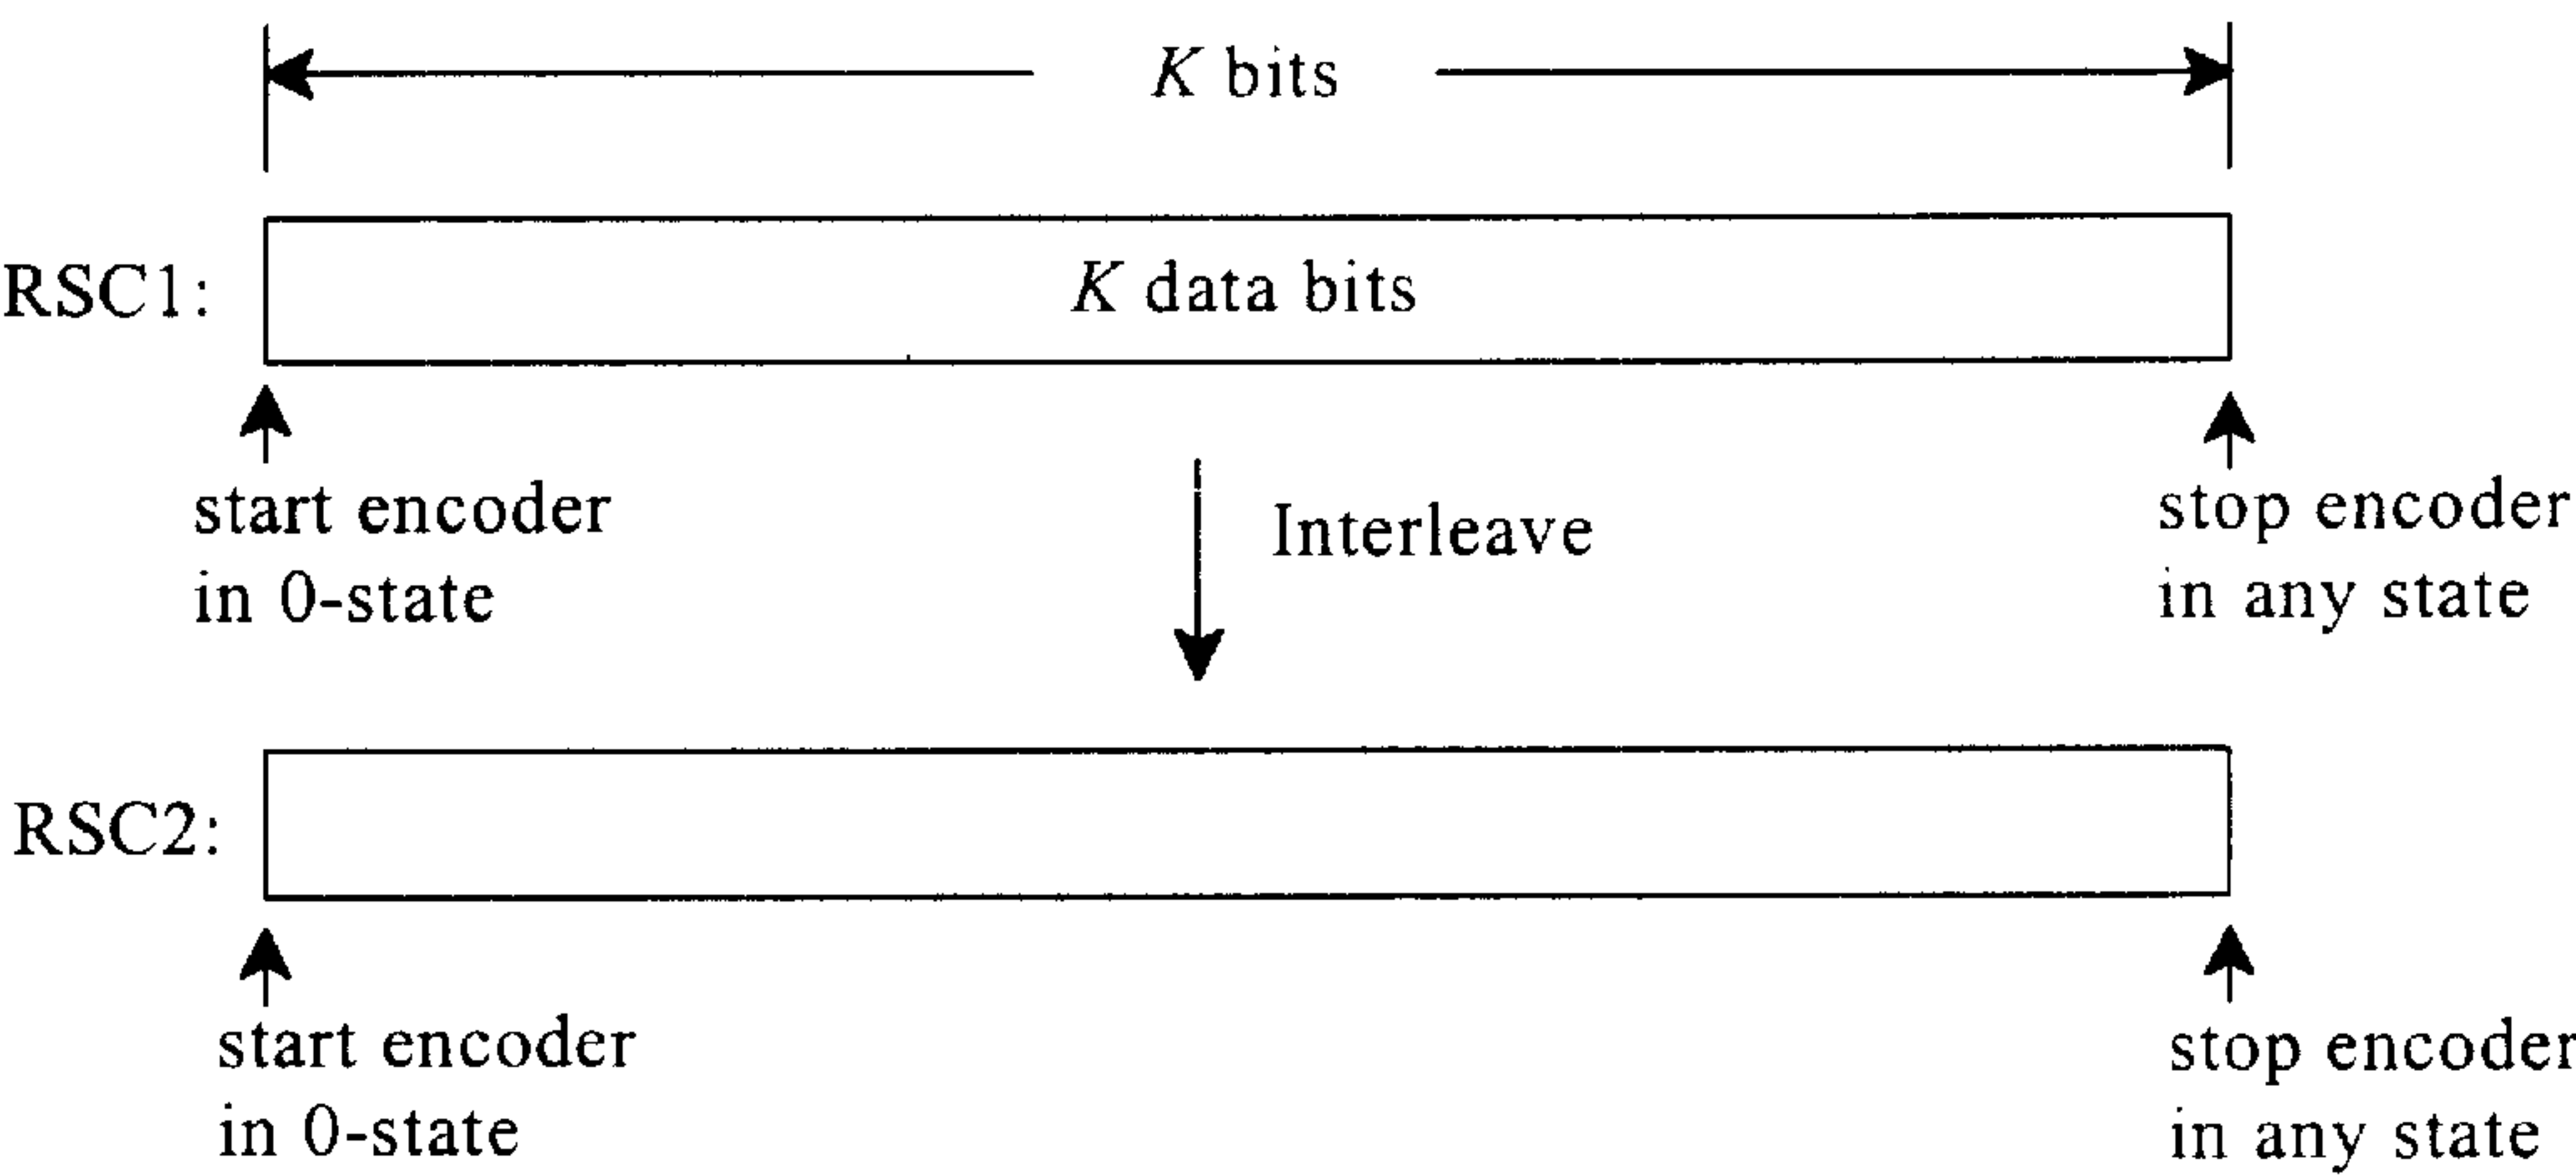 K bits
RSC1:
K data bits
start encoder
in 0-state
Interleave
stop encoder
in any state
RSC2:
start encoder
in 0-state
stop encoder
in any state